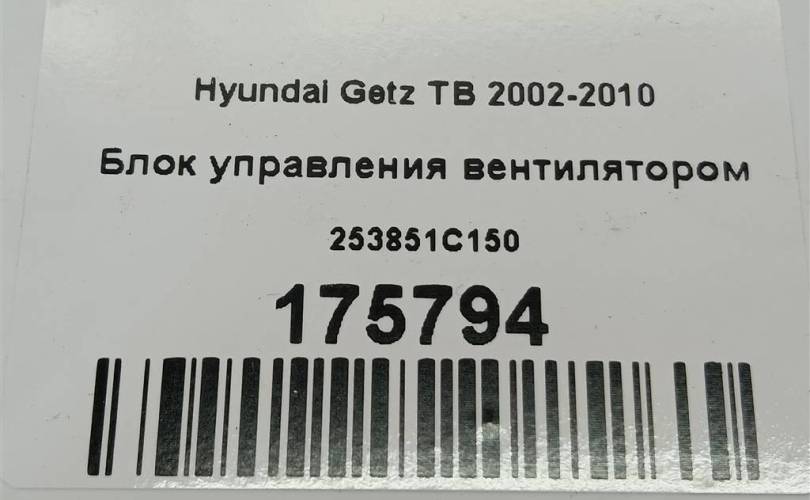 Hyundai Getz TB 2002-2010
Блок управления вентилятором
253851C150
175794